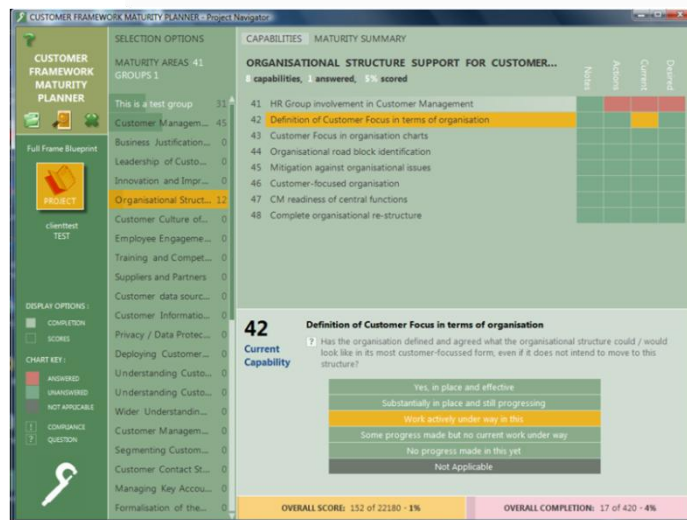 CUSTOMER FRAMEWORK MATURITY PLANNER - Project Navigator
?
CUSTOMER
FRAMEWORK
MATURITY
PLANNER
Full Frame Blueprint
PROJECT
clienttest
TEST
DISPLAY OPTIONS :
COMPLETION
SCORES
CHART KEY :
ANSWERED
UNANSWERED
NOT APPLICABLE
! COMPLIANCE
? QUESTION
SELECTION OPTIONS
MATURITY AREAS 41
GROUPS 1
This is a test group 31
Customer Managem... 45
Business Justification... 0
Leadership of Custo... 0
Innovation and Impr... 0
Organisational Struct... 12
Customer Culture of... 0
Employee Engageme... 0
Training and Compet... 0
Suppliers and Partners 0
Customer data sourc... 0
Customer Informatio... 0
Privacy / Data Protec... 0
Deploying Customer... 0
Understanding Custo... 0
Understanding Custo... 0
Wider Understandin... 0
Customer Managem... 0
Segmenting Custom... 0
Customer Contact St... 0
Managing Key Accou... 0
Formalisation of the... 0
CAPABILITIES MATURITY SUMMARY
ORGANISATIONAL STRUCTURE SUPPORT FOR CUSTOMER...
8 capabilities, 1 answered, 5% scored
Notes
Actions
Current
Desired
41 HR Group involvement in Customer Management
42 Definition of Customer Focus in terms of organisation
43 Customer Focus in organisation charts
44 Organisational road block identification
45 Mitigation against organisational issues
46 Customer-focused organisation
47 CM readiness of central functions
48 Complete organisational re-structure
42
Current
Capability
Definition of Customer Focus in terms of organisation
? Has the organisation defined and agreed what the organisational structure could / would
look like in its most customer-focussed form, even if it does not intend to move to this
structure?
Yes, in place and effective
Substantially in place and still progressing
Work actively under way in this
Some progress made but no current work under way
No progress made in this yet
Not Applicable
OVERALL SCORE: 152 of 22180 - 1%
OVERALL COMPLETION: 17 of 420 - 4%